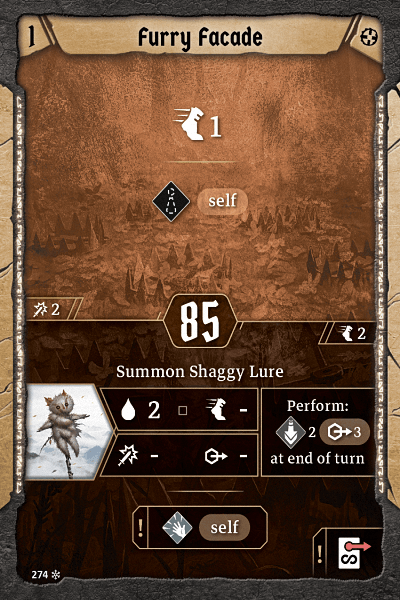 1 Furry Facade
1
self
2
85
2
Summon Shaggy Lure
2 -
- -
Perform:
2 3
at end of turn
! self
!
274